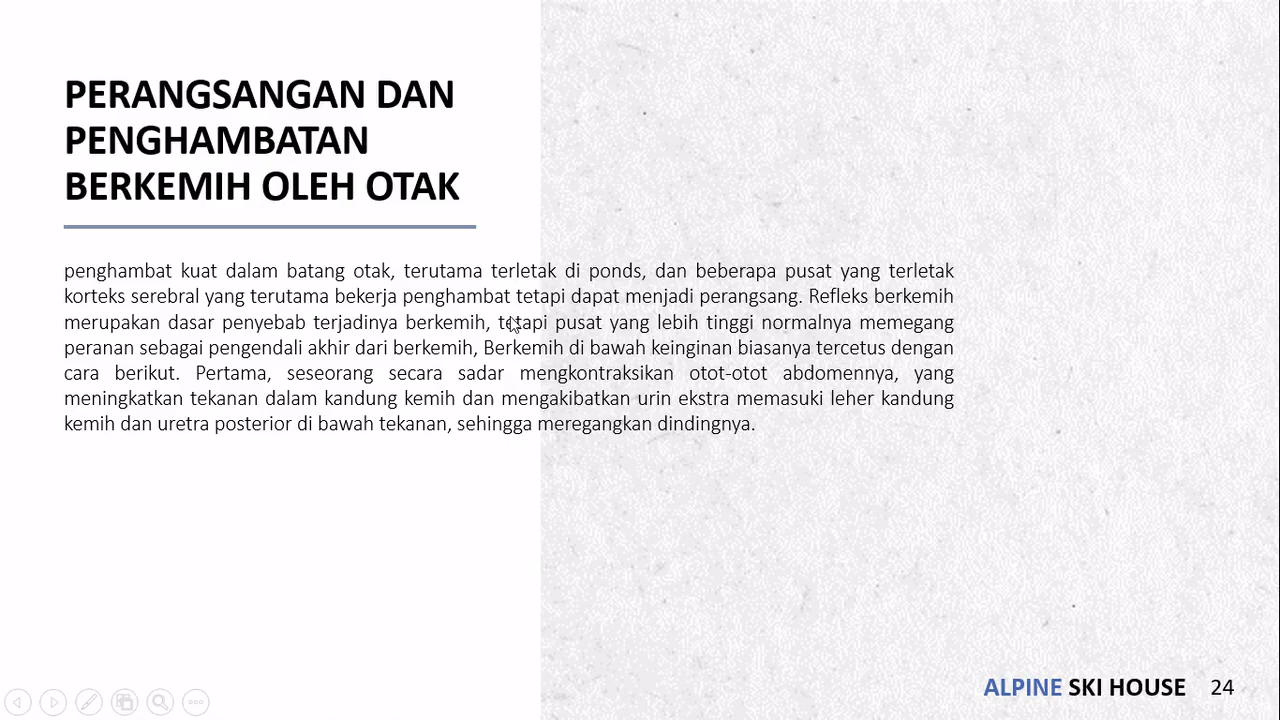 PERANGSANGAN DAN
PENGHAMBATAN
BERKEMIH OLEH OTAK
penghambat kuat dalam batang otak, terutama terletak di ponds, dan beberapa pusat yang terletak
korteks serebral yang terutama bekerja penghambat tetapi dapat menjadi perangsang. Refleks berkemih
merupakan dasar penyebab terjadinya berkemih, tetapi pusat yang lebih tinggi normalnya memegang
peranan sebagai pengendali akhir dari berkemih, Berkemih di bawah keinginan biasanya tercetus dengan
cara berikut. Pertama, seseorang secara sadar mengkontraksikan otot-otot abdomennya, yang
meningkatkan tekanan dalam kandung kemih dan mengakibatkan urin ekstra memasuki leher kandung
kemih dan uretra posterior di bawah tekanan, sehingga meregangkan dindingnya.
ALPINE SKI HOUSE 24